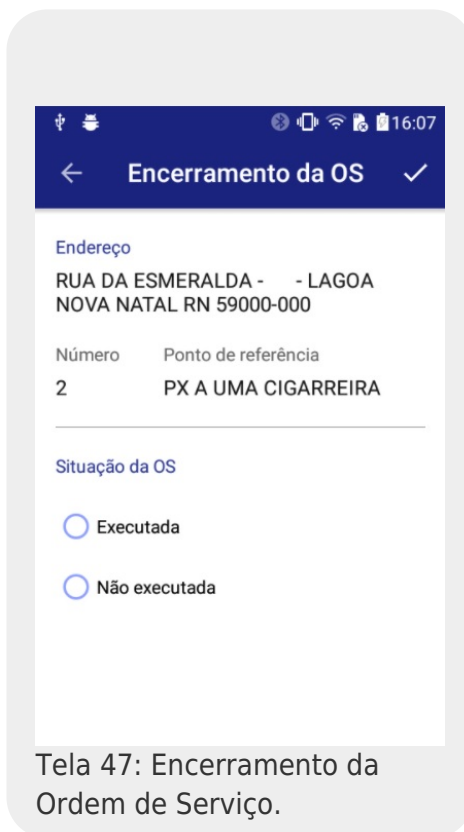 16:07
Encerramento da OS
Endereço
RUA DA ESMERALDA - - LAGOA
NOVA NATAL RN 59000-000
Número Ponto de referência
2 PX A UMA CIGARREIRA
Situação da OS
Executada
Não executada
Tela 47: Encerramento da
Ordem de Serviço.